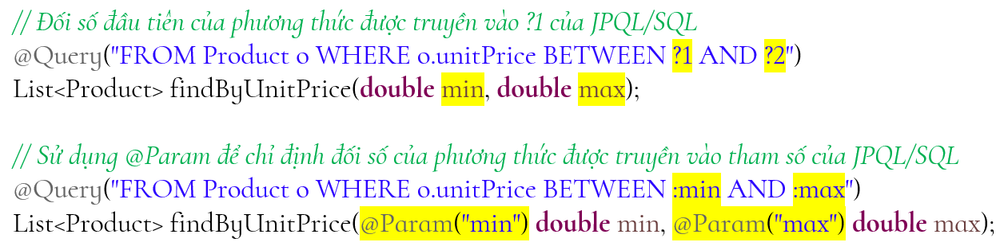 // Đối số đầu tiên của phương thức được truyền vào ?1 của JPQL/SQL
@Query("FROM Product o WHERE o.unitPrice BETWEEN ?1 AND ?2")
List<Product> findByUnitPrice(double min, double max);
// Sử dụng @Param để chỉ định đối số của phương thức được truyền vào tham số của JPQL/SQL
@Query("FROM Product o WHERE o.unitPrice BETWEEN :min AND :max")
List<Product> findByUnitPrice(@Param("min") double min, @Param("max") double max);